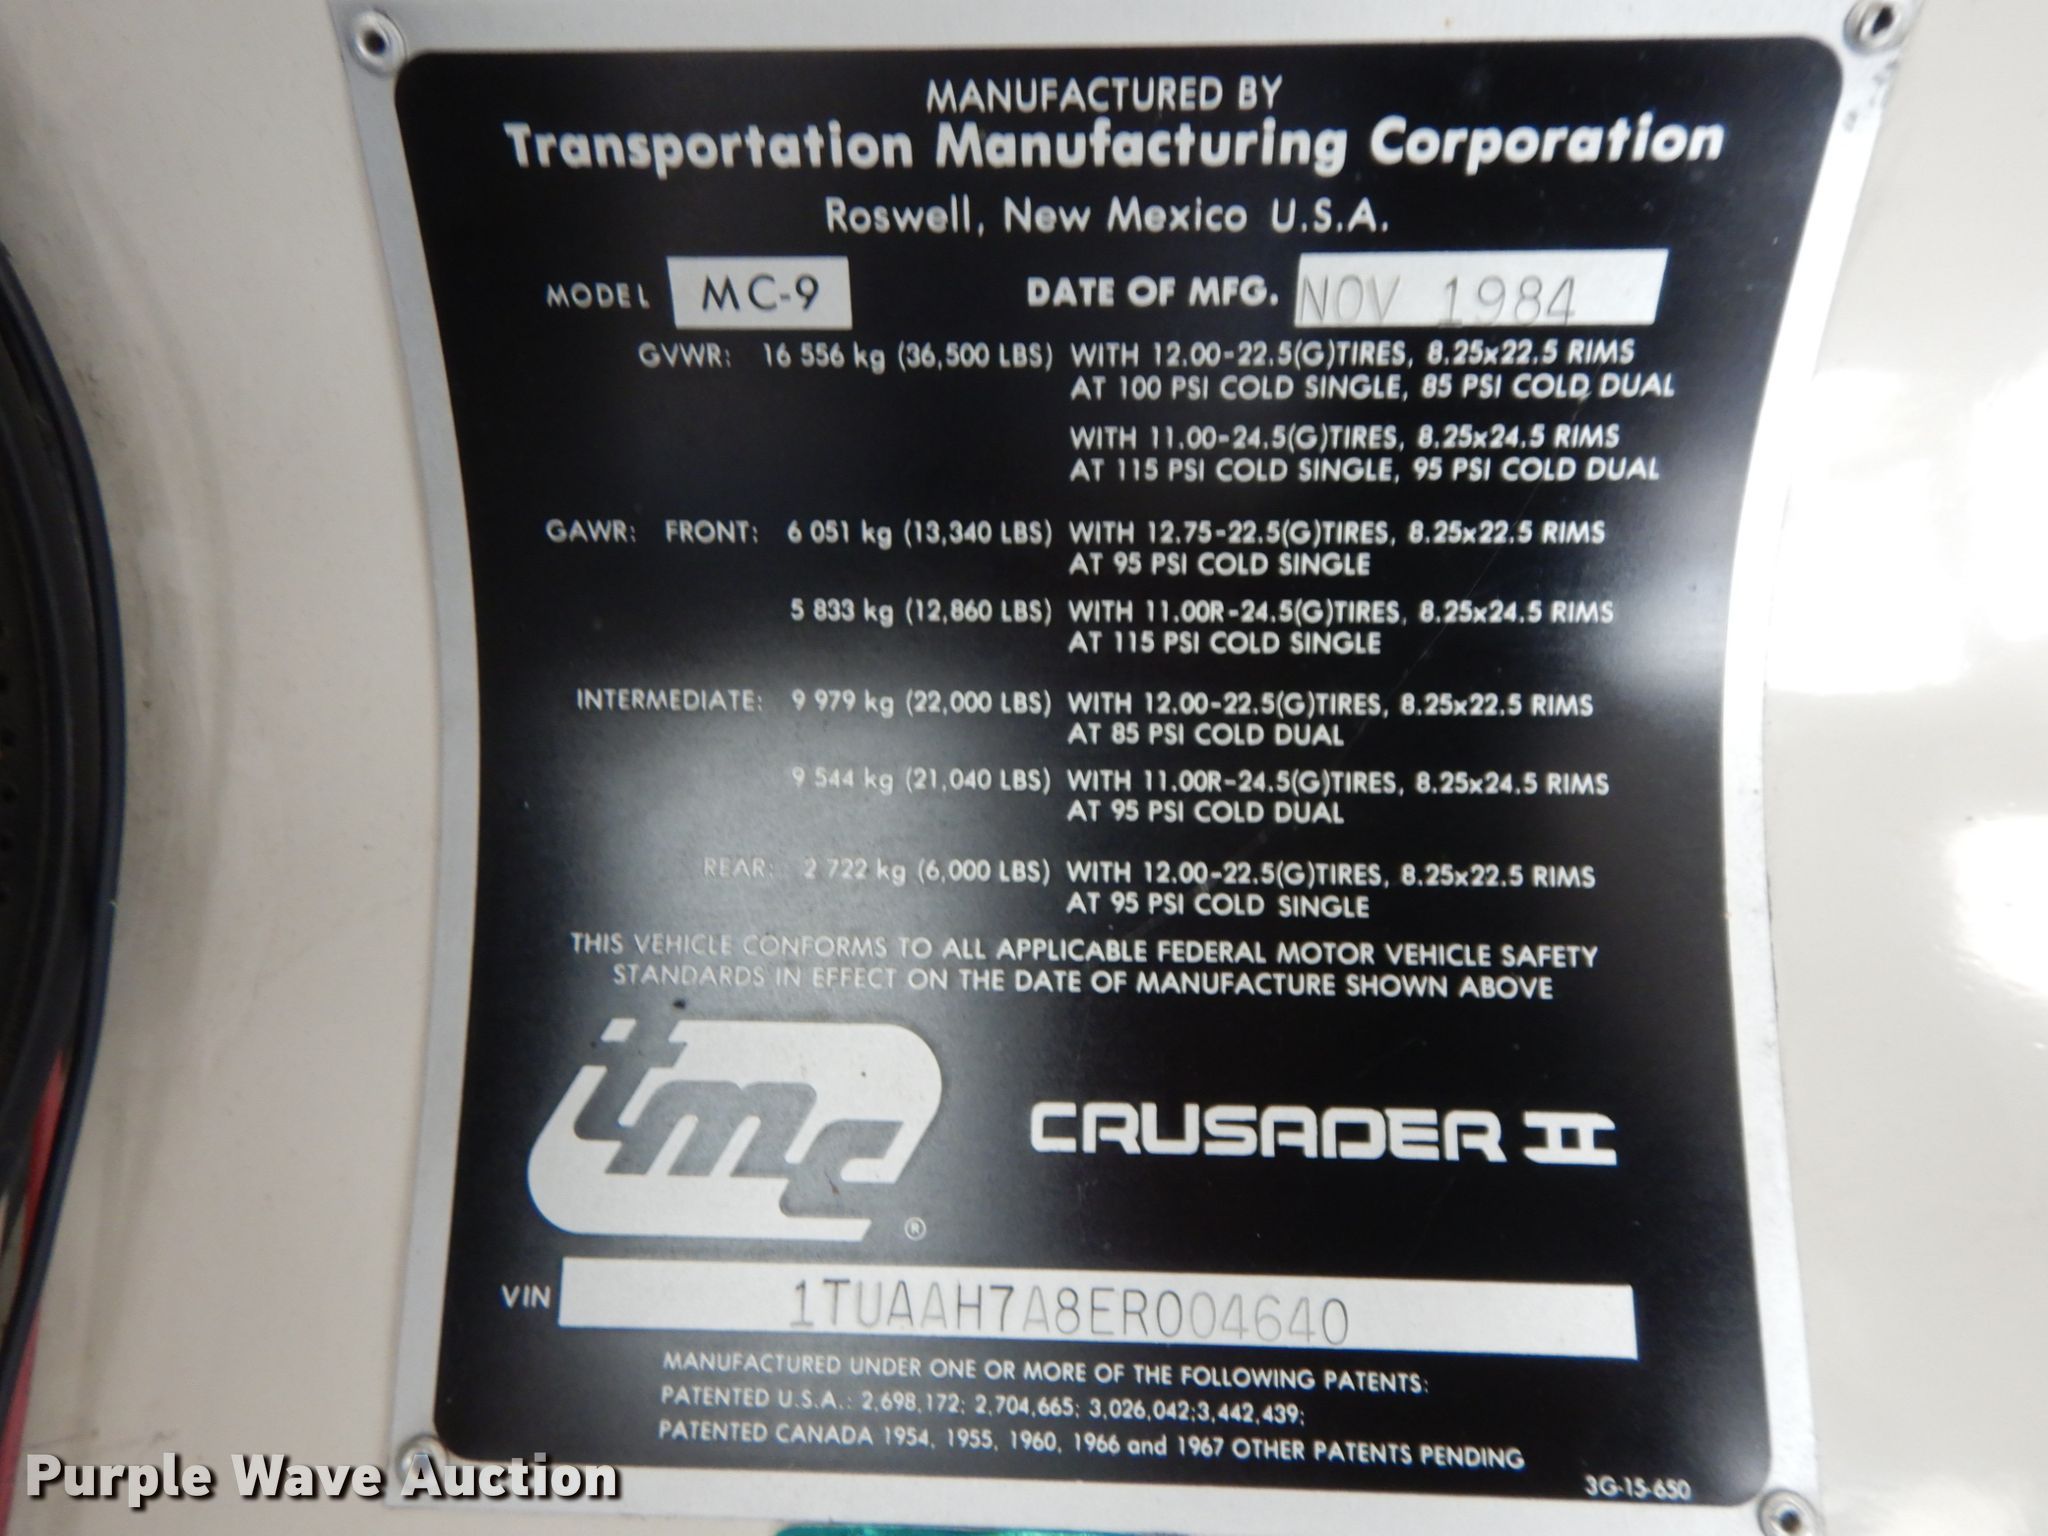 MANUFACTURED BY
Transportation Manufacturing Corporation
Roswell, New Mexico U.S.A.
MODEL MC-9 DATE OF MFG. NOV 1984
GVWR: 16 556 kg (36,500 LBS) WITH 12.00-22.5(G)TIRES, 8.25x22.5 RIMS
AT 100 PSI COLD SINGLE, 85 PSI COLD DUAL
WITH 11.00-24.5(G)TIRES, 8.25x24.5 RIMS
AT 115 PSI COLD SINGLE, 95 PSI COLD DUAL
GAWR: FRONT: 6 051 kg (13,340 LBS) WITH 12.75-22.5(G)TIRES, 8.25x22.5 RIMS
AT 95 PSI COLD SINGLE
5 833 kg (12,860 LBS) WITH 11.00R-24.5(G)TIRES, 8.25x24.5 RIMS
AT 115 PSI COLD SINGLE
INTERMEDIATE: 9 979 kg (22,000 LBS) WITH 12.00-22.5(G)TIRES, 8.25x22.5 RIMS
AT 85 PSI COLD DUAL
9 544 kg (21,040 LBS) WITH 11.00R-24.5(G)TIRES, 8.25x24.5 RIMS
AT 95 PSI COLD DUAL
REAR: 2 722 kg (6,000 LBS) WITH 12.00-22.5(G)TIRES, 8.25x22.5 RIMS
AT 95 PSI COLD SINGLE
THIS VEHICLE CONFORMS TO ALL APPLICABLE FEDERAL MOTOR VEHICLE SAFETY
STANDARDS IN EFFECT ON THE DATE OF MANUFACTURE SHOWN ABOVE
tmc ®
CRUSADER II
VIN 1TUAAH7A8ER004640
MANUFACTURED UNDER ONE OR MORE OF THE FOLLOWING PATENTS:
PATENTED U.S.A.: 2,698,172; 2,704,665; 3,026,042;3,442,439;
PATENTED CANADA 1954, 1955, 1960, 1966 and 1967 OTHER PATENTS PENDING
3G-15-650
Purple Wave Auction